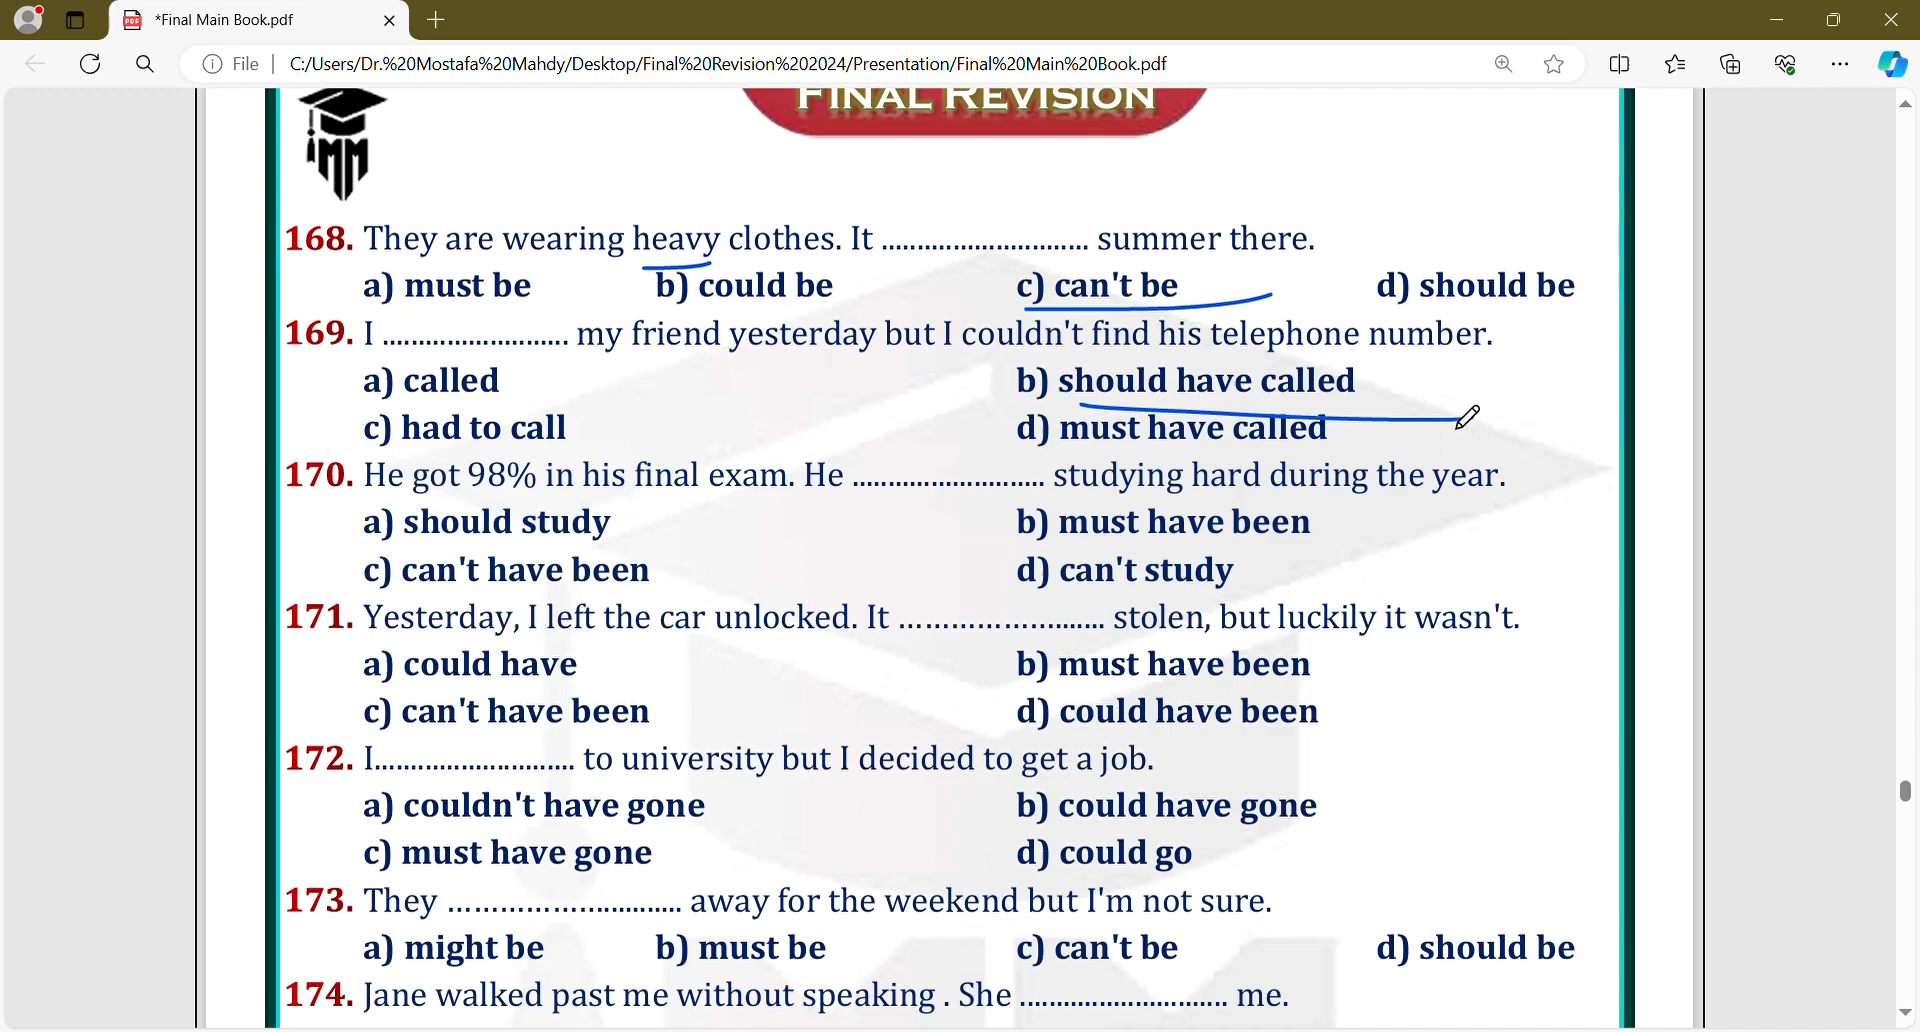 *Final Main Book.pdf
File | C:/Users/Dr.%20Mostafa%20Mahdy/Desktop/Final%20Revision%202024/Presentation/Final%20Main%20Book.pdf
FINAL REVISION
MM
168. They are wearing heavy clothes. It ............................. summer there.
a) must be b) could be c) can't be d) should be
169. I .......................... my friend yesterday but I couldn't find his telephone number.
a) called b) should have called
c) had to call d) must have called
170. He got 98% in his final exam. He ........................... studying hard during the year.
a) should study b) must have been
c) can't have been d) can't study
171. Yesterday, I left the car unlocked. It ............................. stolen, but luckily it wasn't.
a) could have b) must have been
c) can't have been d) could have been
172. I............................ to university but I decided to get a job.
a) couldn't have gone b) could have gone
c) must have gone d) could go
173. They ................................. away for the weekend but I'm not sure.
a) might be b) must be c) can't be d) should be
174. Jane walked past me without speaking . She ............................. me.